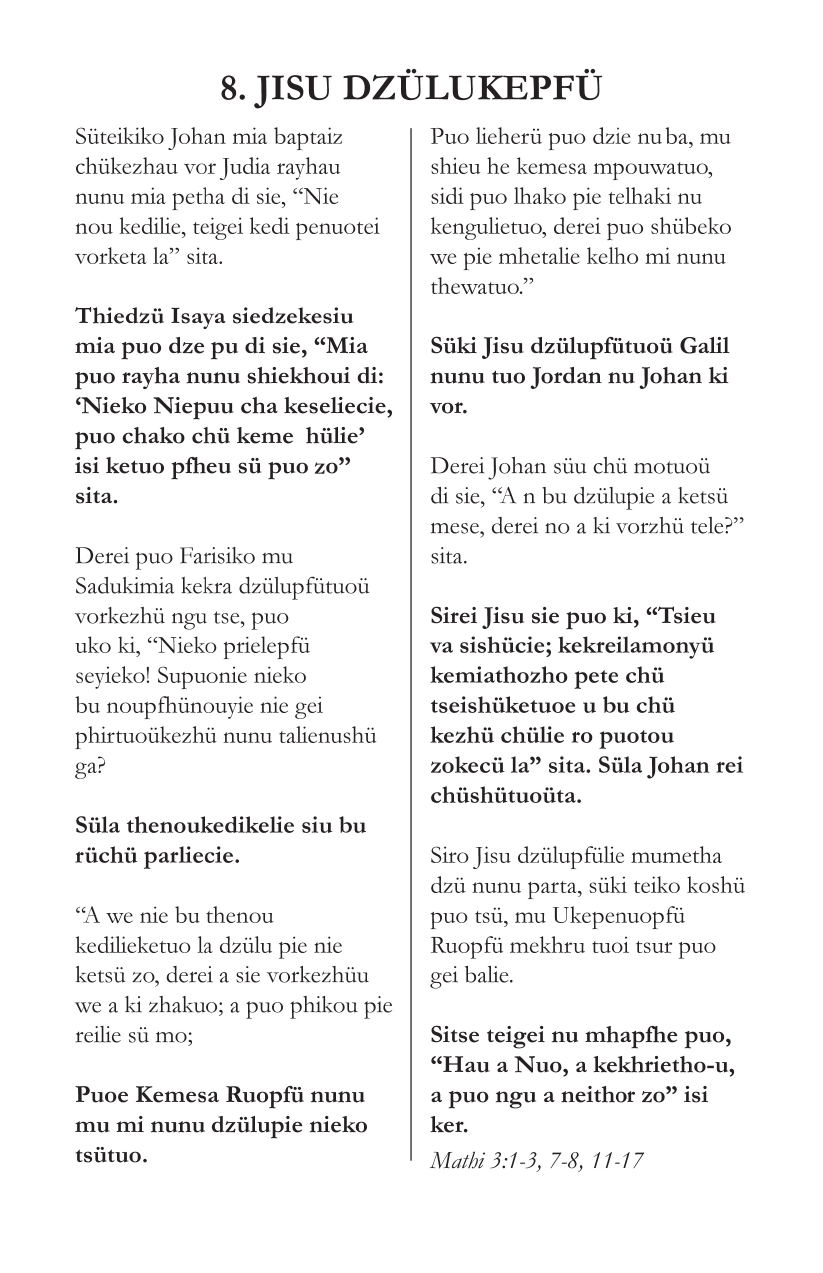 8. JISU DZÜLUKEPFÜ
Süteikiko Johan mia baptaiz
chükezhau vor Judia rayhau
nunu mia petha di sie, “Nie
nou kedilie, teigei kedi penuotei
vorketa la” sita.
Thiedzü Isaya siedzekesiu
mia puo dze pu di sie, “Mia
puo rayha nunu shiekhoui di:
‘Nieko Niepuu cha keseliecie,
puo chako chü keme hülie’
isi ketuo pfheu sü puo zo”
sita.
Derei puo Farisiko mu
Sadukimia kekra dzülupfütuoü
vorkezhü ngu tse, puo
uko ki, “Nieko prielepfü
seyieko! Supuonie nieko
bu noupfhünouyie nie gei
phirtuoükezhü nunu talienushü
ga?
Süla thenoukedikelie siu bu
rüchü parliecie.
“A we nie bu thenou
kedilieketuo la dzülu pie nie
ketsü zo, derei a sie vorkezhüu
we a ki zhakuo; a puo phikou pie
reilie sü mo;
Puoe Kemesa Ruopfü nunu
mu mi nunu dzülupie nieko
tsütuo.
Puo lieherü puo dzie nu ba, mu
shieu he kemesa mpouwatuo,
sidi puo lhako pie telhaki nu
kengulietuo, derei puo shübeko
we pie mhetalie kelho mi nunu
thewatuo.”
Süki Jisu dzülupfütuoü Galil
nunu tuo Jordan nu Johan ki
vor.
Derei Johan süu chü motuoü
di sie, “A n bu dzülupie a ketsü
mese, derei no a ki vorzhü tele?”
sita.
Sirei Jisu sie puo ki, “Tsieu
va sishücie; kekreilamonyü
kemiathozho pete chü
tseishüketuoe u bu chü
kezhü chülie ro puotou
zokecü la” sita. Süla Johan rei
chüshütuoüta.
Siro Jisu dzülupfülie mumetha
dzü nunu parta, süki teiko koshü
puo tsü, mu Ukepenuopfü
Ruopfü mekhru tuoi tsur puo
gei balie.
Sitse teigei nu mhapfhe puo,
“Hau a Nuo, a kekhrietho-u,
a puo ngu a neithor zo” isi
ker.
Mathi 3:1-3, 7-8, 11-17